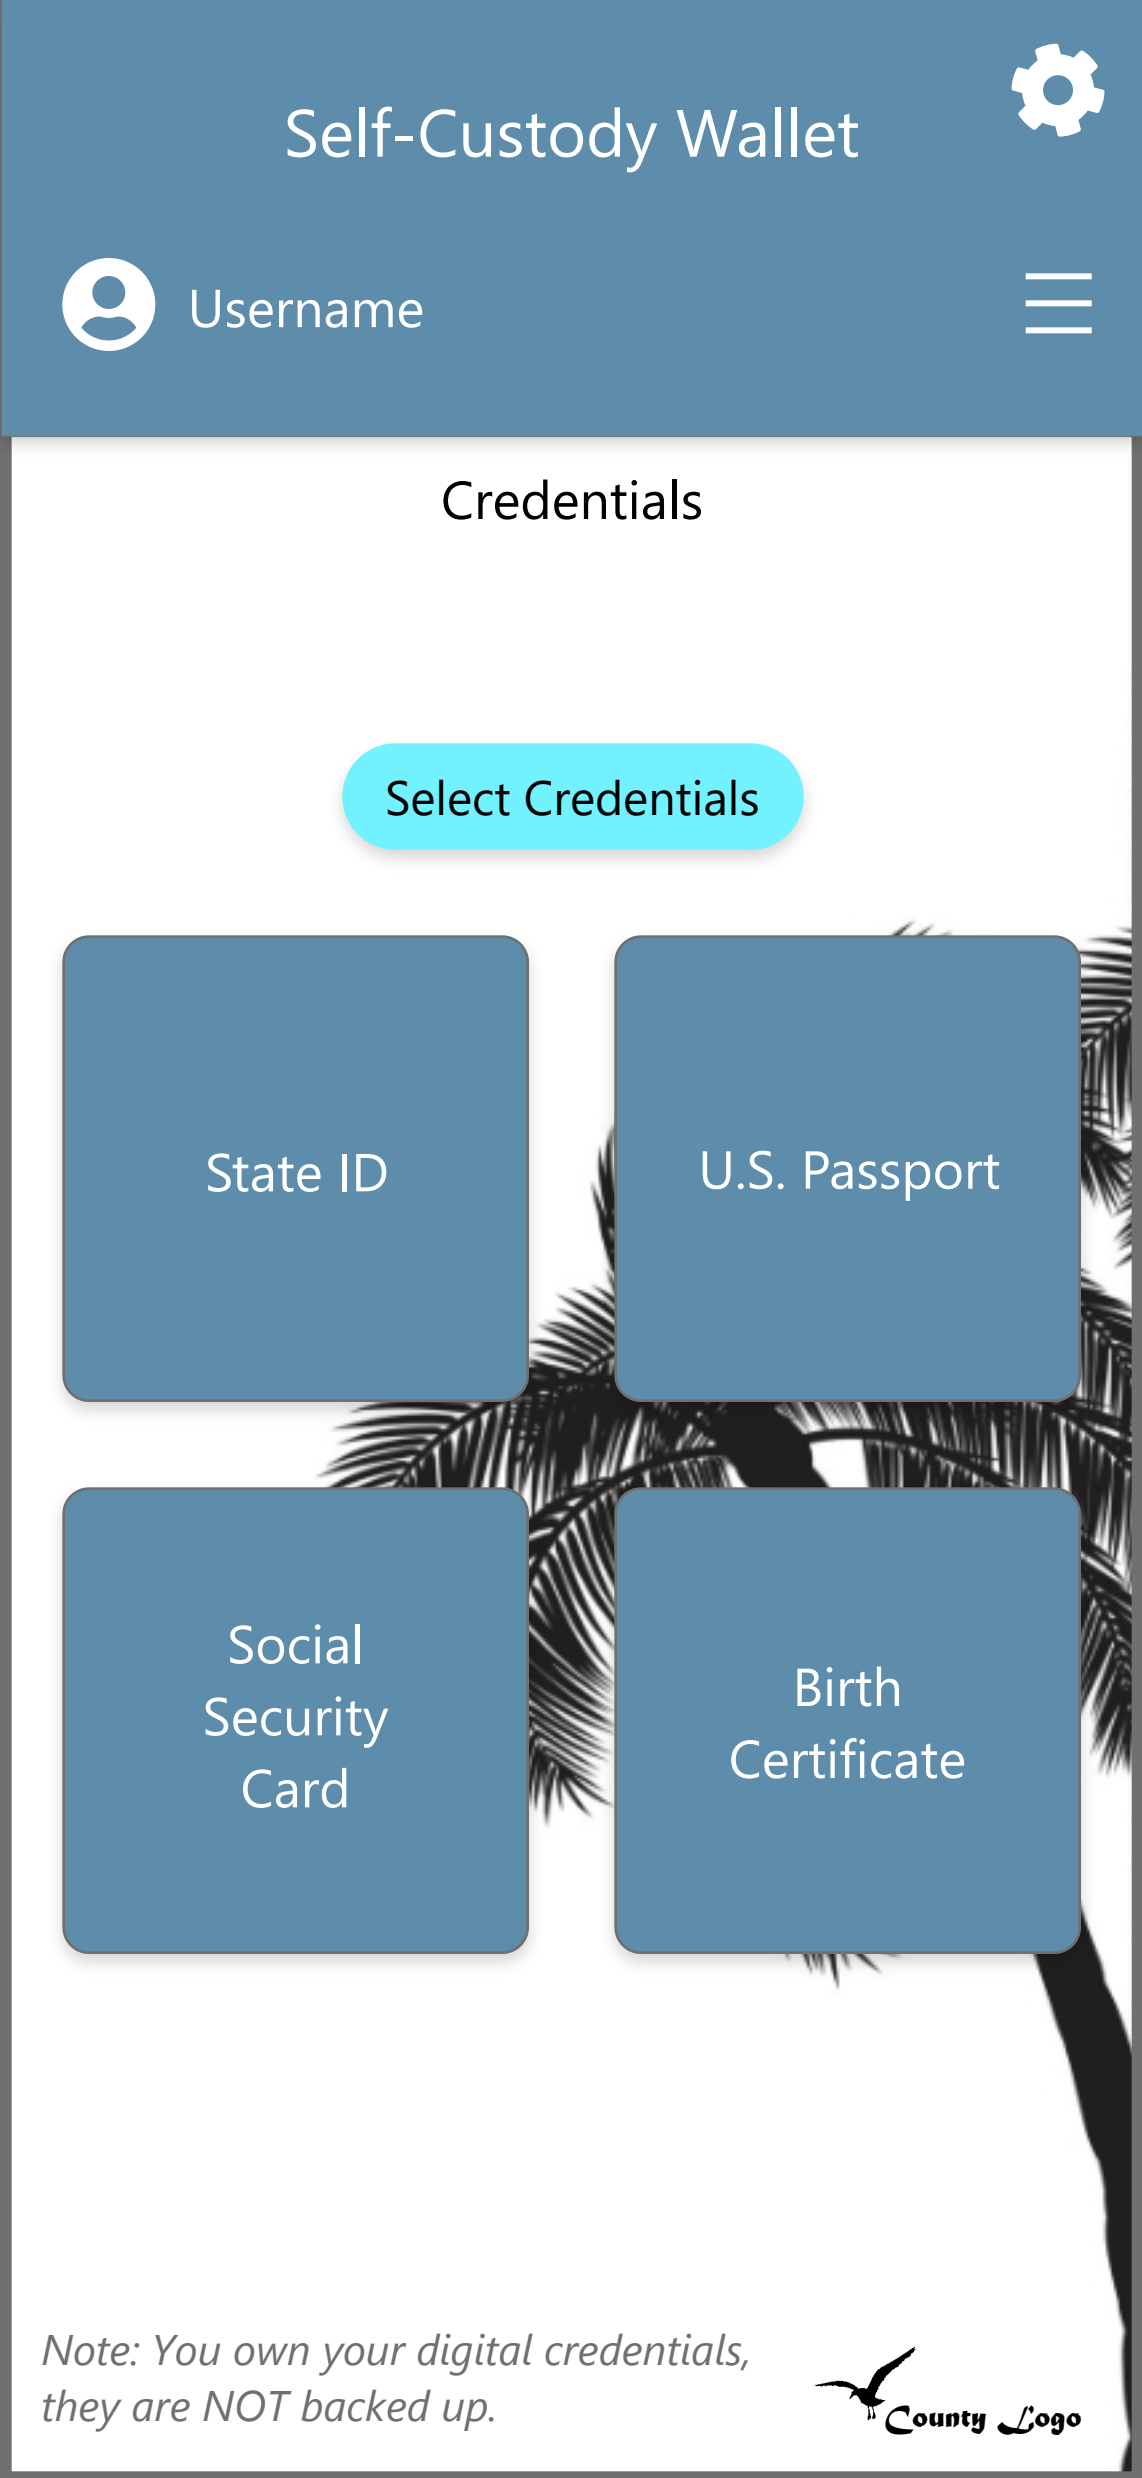 Self-Custody Wallet
Username
Credentials
Select Credentials
State ID
U.S. Passport
Social
Security
Card
Birth
Certificate
Note: You own your digital credentials,
they are NOT backed up.
County Logo